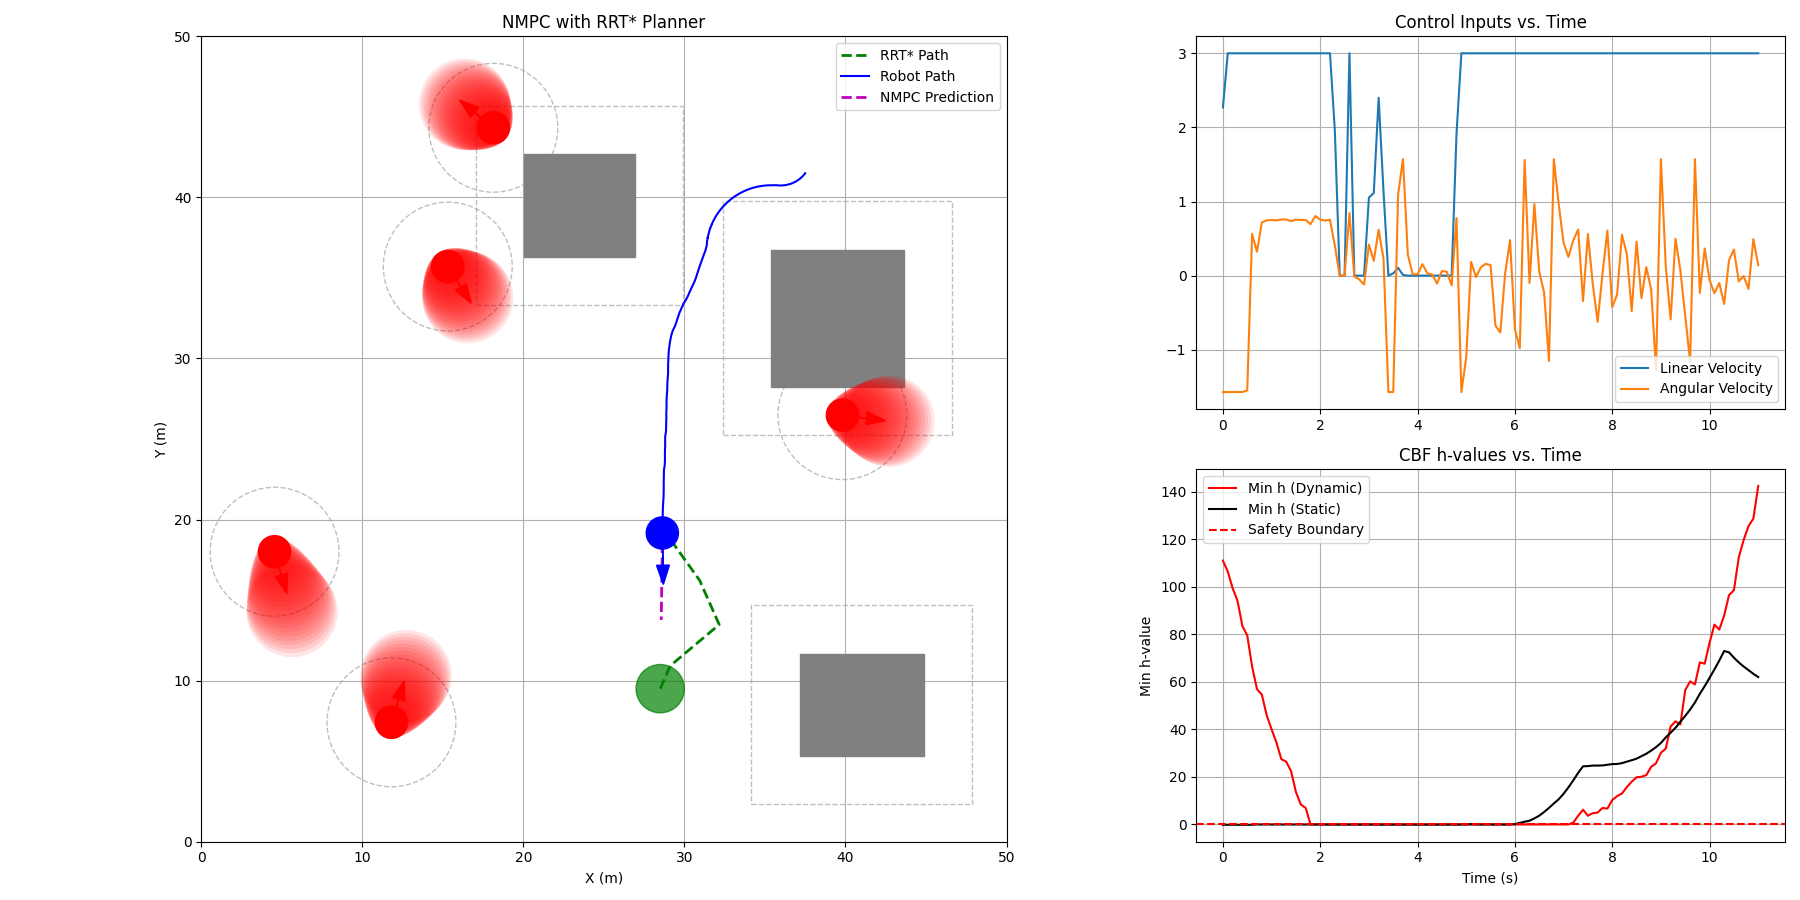 NMPC with RRT* Planner
50
40
30
20
10
0
0 10 20 30 40 50
Y (m)
X (m)
RRT* Path
Robot Path
NMPC Prediction
Control Inputs vs. Time
3
2
1
0
−1
0 2 4 6 8 10
Linear Velocity
Angular Velocity
CBF h-values vs. Time
Min h-value
140
120
100
80
60
40
20
0
0 2 4 6 8 10
Time (s)
Min h (Dynamic)
Min h (Static)
Safety Boundary